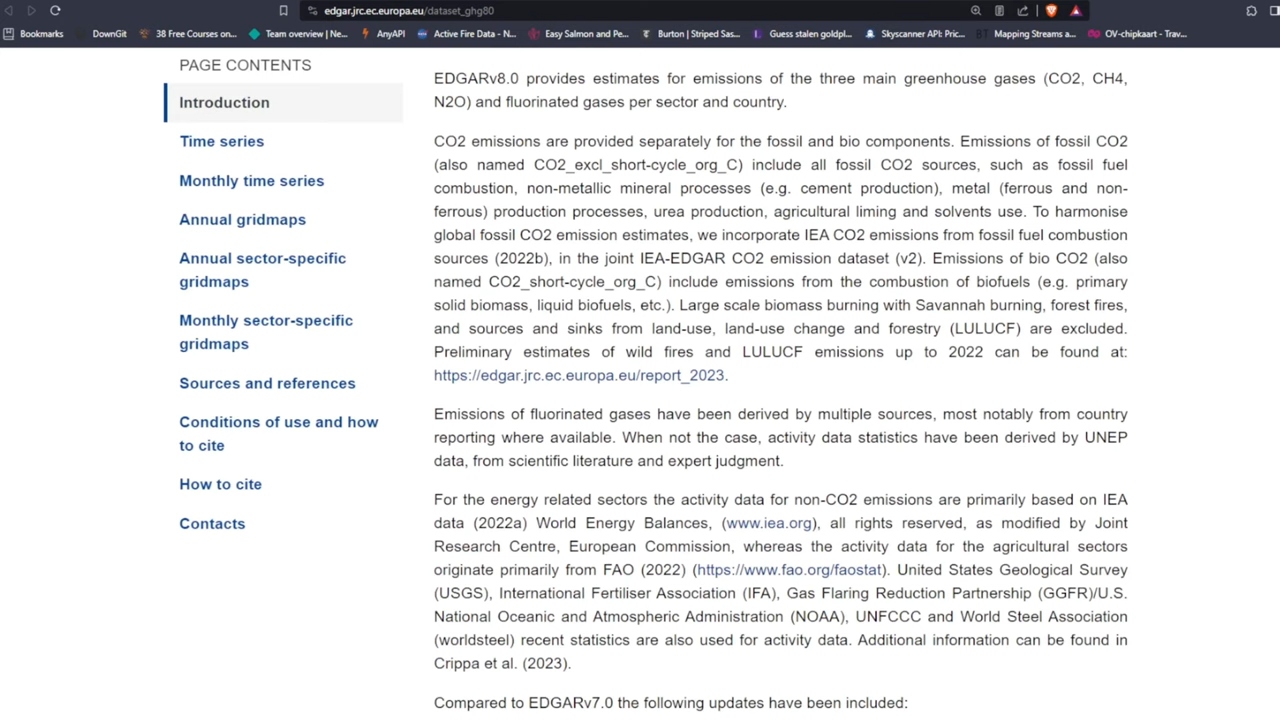 edgar.jrc.ec.europa.eu/dataset_ghg80
Bookmarks DownGit 38 Free Courses on... Team overview | Ne... AnyAPI Active Fire Data - N... Easy Salmon and Pe... Burton | Striped Sas... Guess stalen goldpl... Skyscanner API: Pric... BT Mapping Streams a... OV-chipkaart - Trav...
PAGE CONTENTS
Introduction
Time series
Monthly time series
Annual gridmaps
Annual sector-specific
gridmaps
Monthly sector-specific
gridmaps
Sources and references
Conditions of use and how
to cite
How to cite
Contacts
EDGARv8.0 provides estimates for emissions of the three main greenhouse gases (CO2, CH4,
N2O) and fluorinated gases per sector and country.
CO2 emissions are provided separately for the fossil and bio components. Emissions of fossil CO2
(also named CO2_excl_short-cycle_org_C) include all fossil CO2 sources, such as fossil fuel
combustion, non-metallic mineral processes (e.g. cement production), metal (ferrous and non-
ferrous) production processes, urea production, agricultural liming and solvents use. To harmonise
global fossil CO2 emission estimates, we incorporate IEA CO2 emissions from fossil fuel combustion
sources (2022b), in the joint IEA-EDGAR CO2 emission dataset (v2). Emissions of bio CO2 (also
named CO2_short-cycle_org_C) include emissions from the combustion of biofuels (e.g. primary
solid biomass, liquid biofuels, etc.). Large scale biomass burning with Savannah burning, forest fires,
and sources and sinks from land-use, land-use change and forestry (LULUCF) are excluded.
Preliminary estimates of wild fires and LULUCF emissions up to 2022 can be found at:
https://edgar.jrc.ec.europa.eu/report_2023.
Emissions of fluorinated gases have been derived by multiple sources, most notably from country
reporting where available. When not the case, activity data statistics have been derived by UNEP
data, from scientific literature and expert judgment.
For the energy related sectors the activity data for non-CO2 emissions are primarily based on IEA
data (2022a) World Energy Balances, (www.iea.org), all rights reserved, as modified by Joint
Research Centre, European Commission, whereas the activity data for the agricultural sectors
originate primarily from FAO (2022) (https://www.fao.org/faostat). United States Geological Survey
(USGS), International Fertiliser Association (IFA), Gas Flaring Reduction Partnership (GGFR)/U.S.
National Oceanic and Atmospheric Administration (NOAA), UNFCCC and World Steel Association
(worldsteel) recent statistics are also used for activity data. Additional information can be found in
Crippa et al. (2023).
Compared to EDGARv7.0 the following updates have been included: